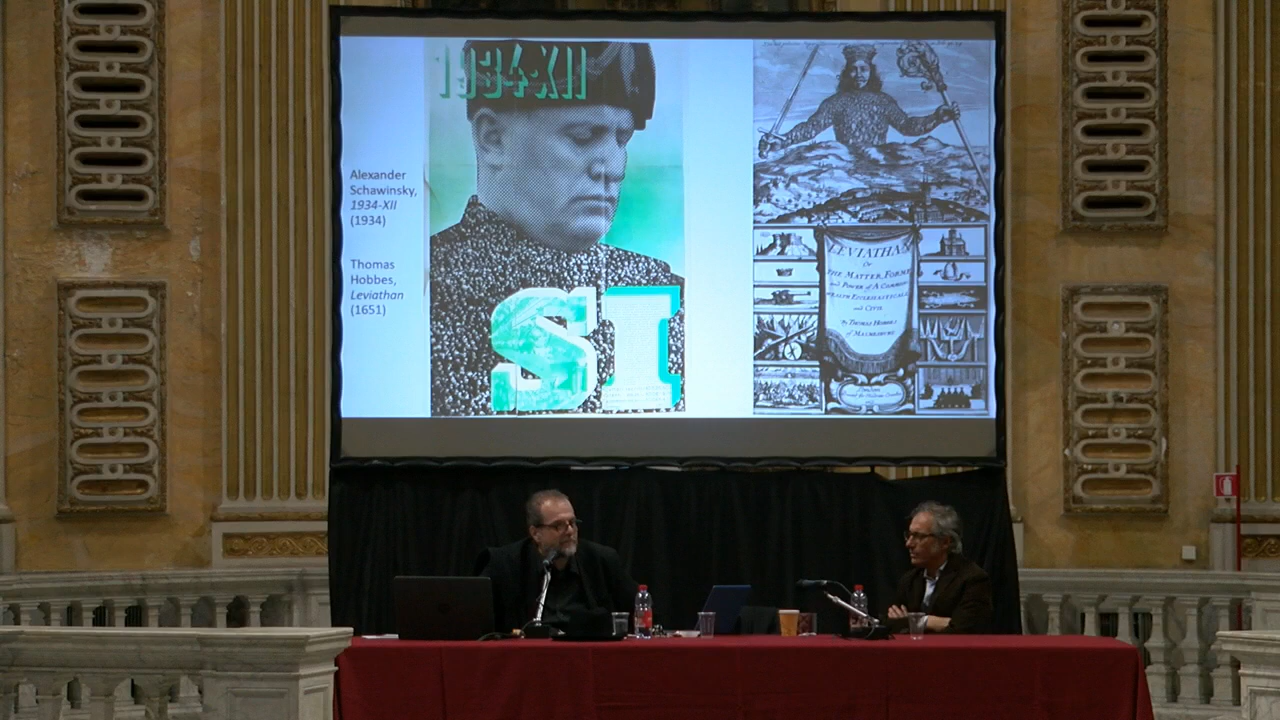 Alexander
Schawinsky,
1934-XII
(1934)
Thomas
Hobbes,
Leviathan
(1651)
1934-XII
SI
LEVIATHAN
Or
THE MATTER, FORME
and POWER of A COMMON
WEALTH ECCLESIASTICALL
and CIVIL
By THOMAS HOBBES
of MALMESBURY
London